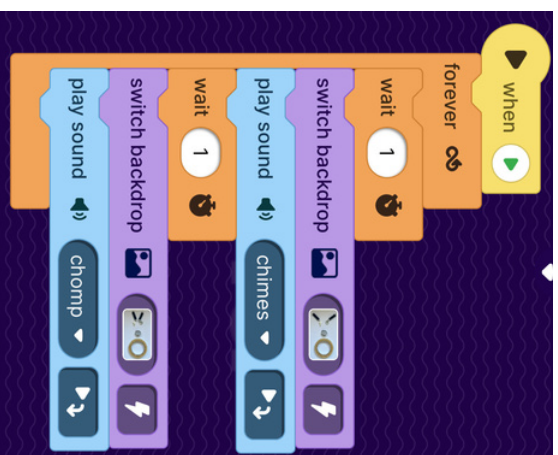 when
forever
wait 1
switch backdrop
play sound chimes
wait 1
switch backdrop
play sound chomp